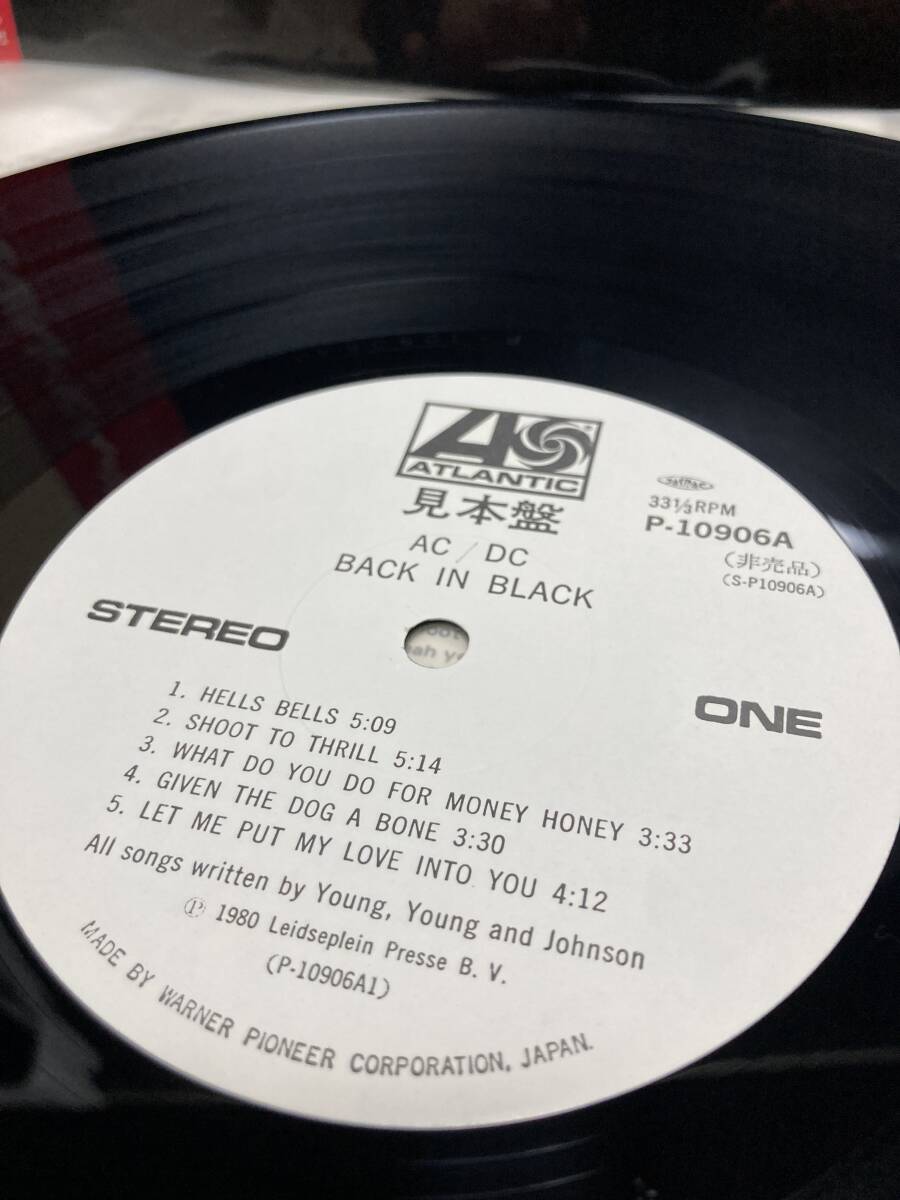 ATLANTIC
見本盤
AC / DC
BACK IN BLACK
33⅓RPM
P-10906A
(非売品)
(S-P10906A)
STEREO
ONE
1. HELLS BELLS 5:09
2. SHOOT TO THRILL 5:14
3. WHAT DO YOU DO FOR MONEY HONEY 3:33
4. GIVEN THE DOG A BONE 3:30
5. LET ME PUT MY LOVE INTO YOU 4:12
All songs written by Young, Young and Johnson
Ⓟ 1980 Leidseplein Presse B. V.
(P-10906A1)
MADE BY WARNER PIONEER CORPORATION, JAPAN.